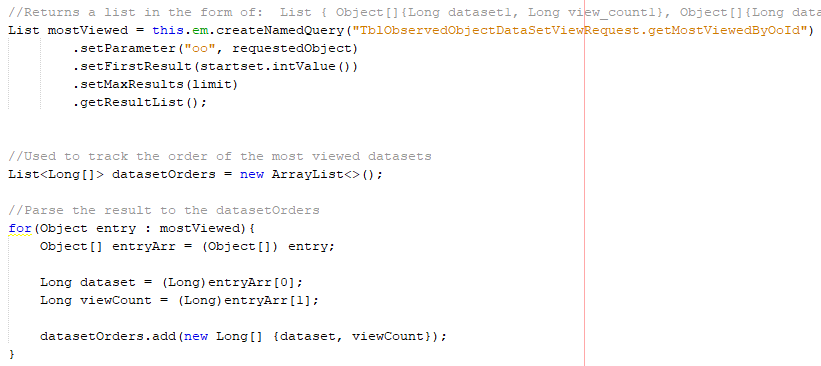 //Returns a list in the form of:  List { Object[]{Long dataset1, Long view_count1}, Object[]{Long data
List mostViewed = this.em.createNamedQuery("TblObservedObjectDataSetViewRequest.getMostViewedByOoId")
        .setParameter("oo", requestedObject)
        .setFirstResult(startset.intValue())
        .setMaxResults(limit)
        .getResultList();
//Used to track the order of the most viewed datasets
List<Long[]> datasetOrders = new ArrayList<>();
//Parse the result to the datasetOrders
for(Object entry : mostViewed){
    Object[] entryArr = (Object[]) entry;
    Long dataset = (Long)entryArr[0];
    Long viewCount = (Long)entryArr[1];
    datasetOrders.add(new Long[] {dataset, viewCount});
}